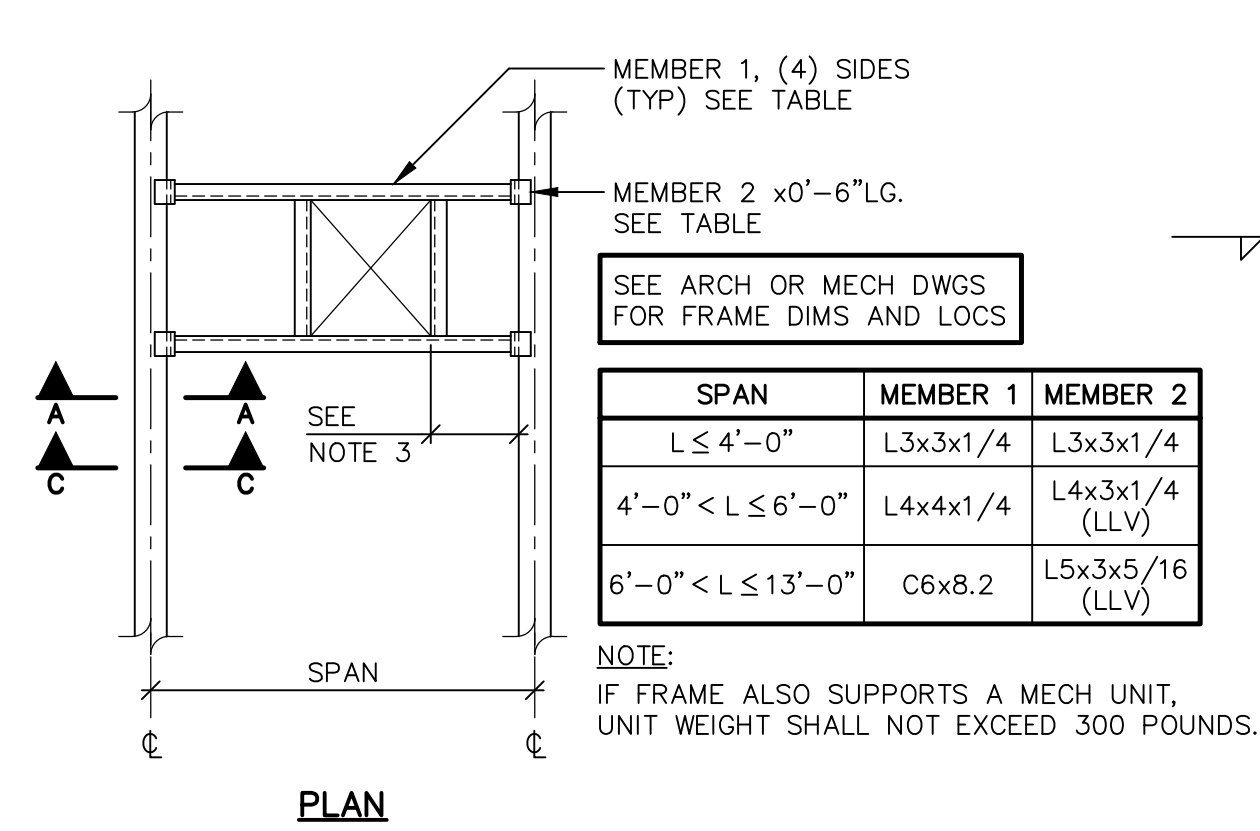 MEMBER 1, (4) SIDES
(TYP) SEE TABLE
MEMBER 2 x0'-6"LG.
SEE TABLE
SEE ARCH OR MECH DWGS
FOR FRAME DIMS AND LOCS
A A
C C
SEE
NOTE 3
SPAN MEMBER 1 MEMBER 2
L ≤ 4'-0" L3x3x1/4 L3x3x1/4
4'-0" < L ≤ 6'-0" L4x4x1/4 L4x3x1/4
(LLV)
6'-0" < L ≤ 13'-0" C6x8.2 L5x3x5/16
(LLV)
NOTE:
IF FRAME ALSO SUPPORTS A MECH UNIT,
UNIT WEIGHT SHALL NOT EXCEED 300 POUNDS.
SPAN
℄ ℄
PLAN